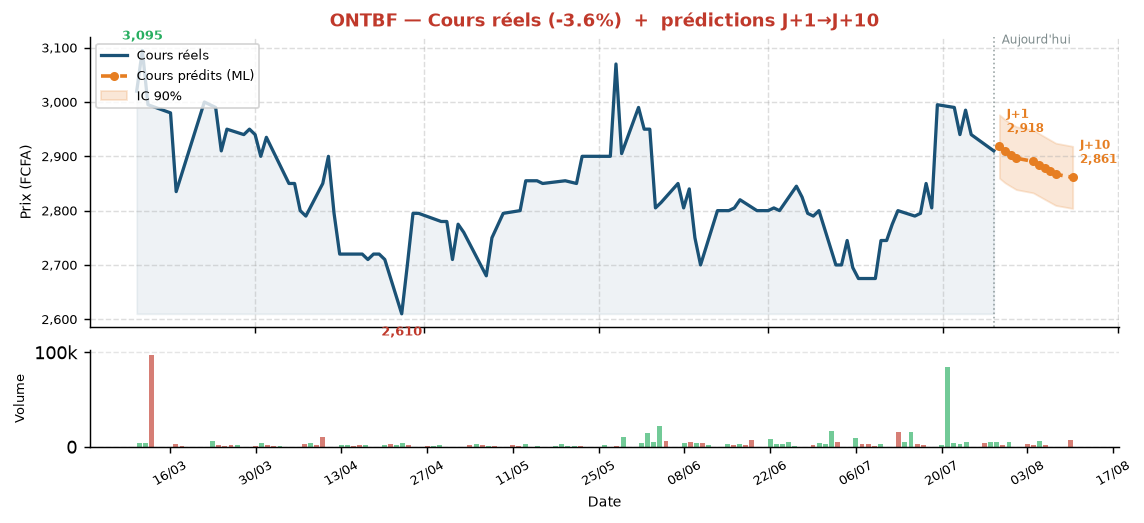 ONTBF — Cours réels (-3.6%)  +  prédictions J+1→J+10
3,095
Aujourd'hui
Cours réels
Cours prédits (ML)
IC 90%
J+1
2,918
J+10
2,861
2,610
Prix (FCFA)
3,100
3,000
2,900
2,800
2,700
2,600
Volume
100k
0
16/03
30/03
13/04
27/04
11/05
25/05
08/06
22/06
06/07
20/07
03/08
17/08
Date